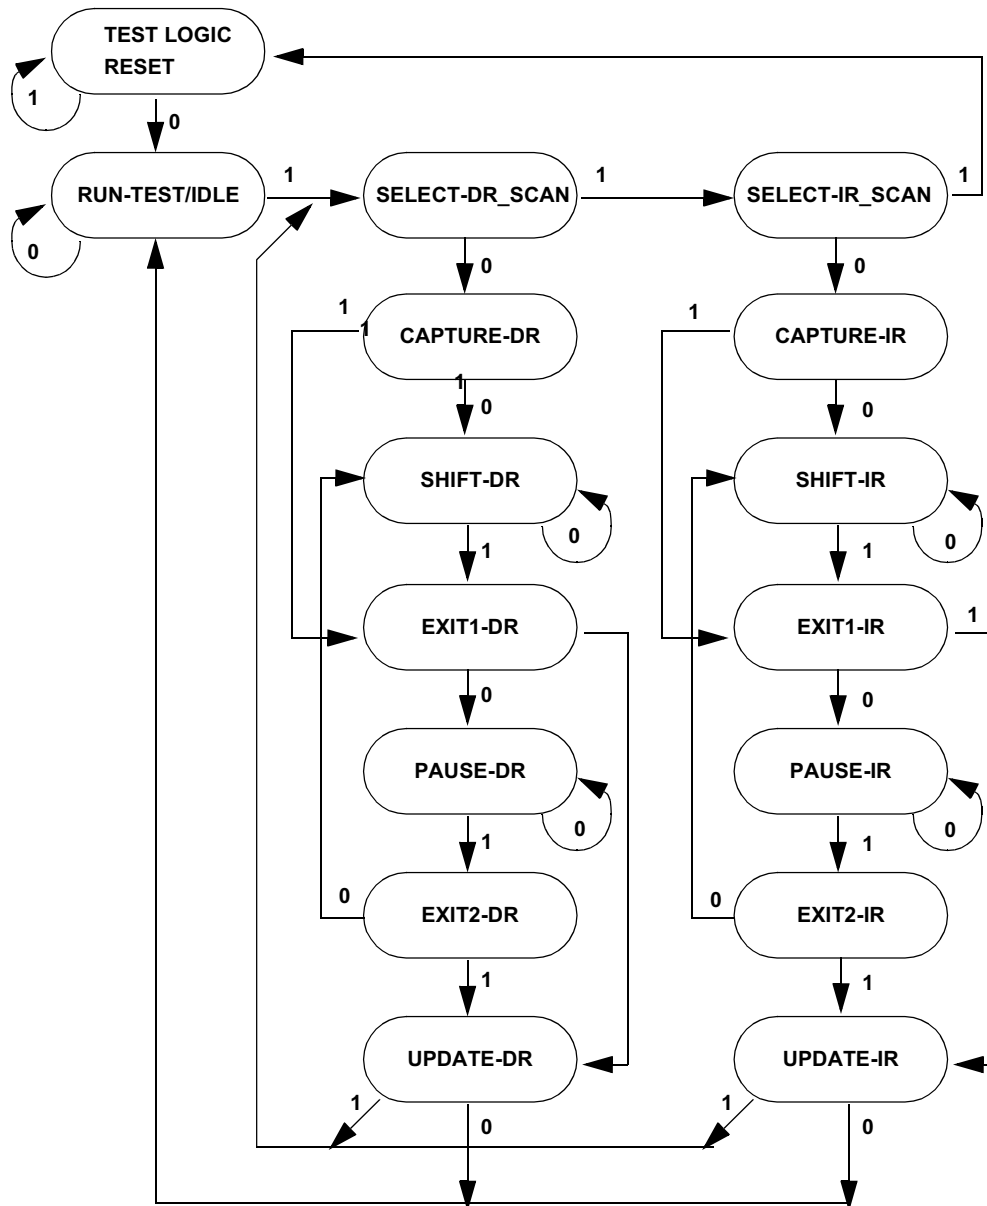 TEST LOGIC
RESET
1
0
RUN-TEST/IDLE
1
SELECT-DR_SCAN
1
SELECT-IR_SCAN
1
0
0
0
1
1
CAPTURE-DR
1
CAPTURE-IR
1
0
0
SHIFT-DR
SHIFT-IR
0
0
1
1
EXIT1-DR
EXIT1-IR
1
0
0
PAUSE-DR
PAUSE-IR
0
0
1
1
0
EXIT2-DR
0
EXIT2-IR
1
1
UPDATE-DR
UPDATE-IR
1
0
1
0